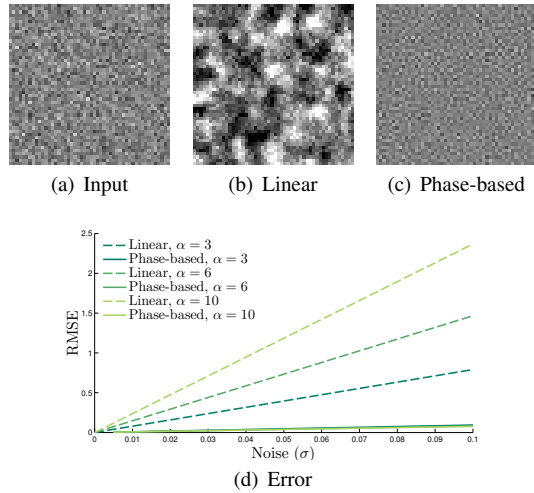 (a) Input
(b) Linear
(c) Phase-based
2.5
2
1.5
1
0.5
0
RMSE
Linear, α = 3
Phase-based, α = 3
Linear, α = 6
Phase-based, α = 6
Linear, α = 10
Phase-based, α = 10
0 0.01 0.02 0.03 0.04 0.05 0.06 0.07 0.08 0.09 0.1
Noise (σ)
(d) Error